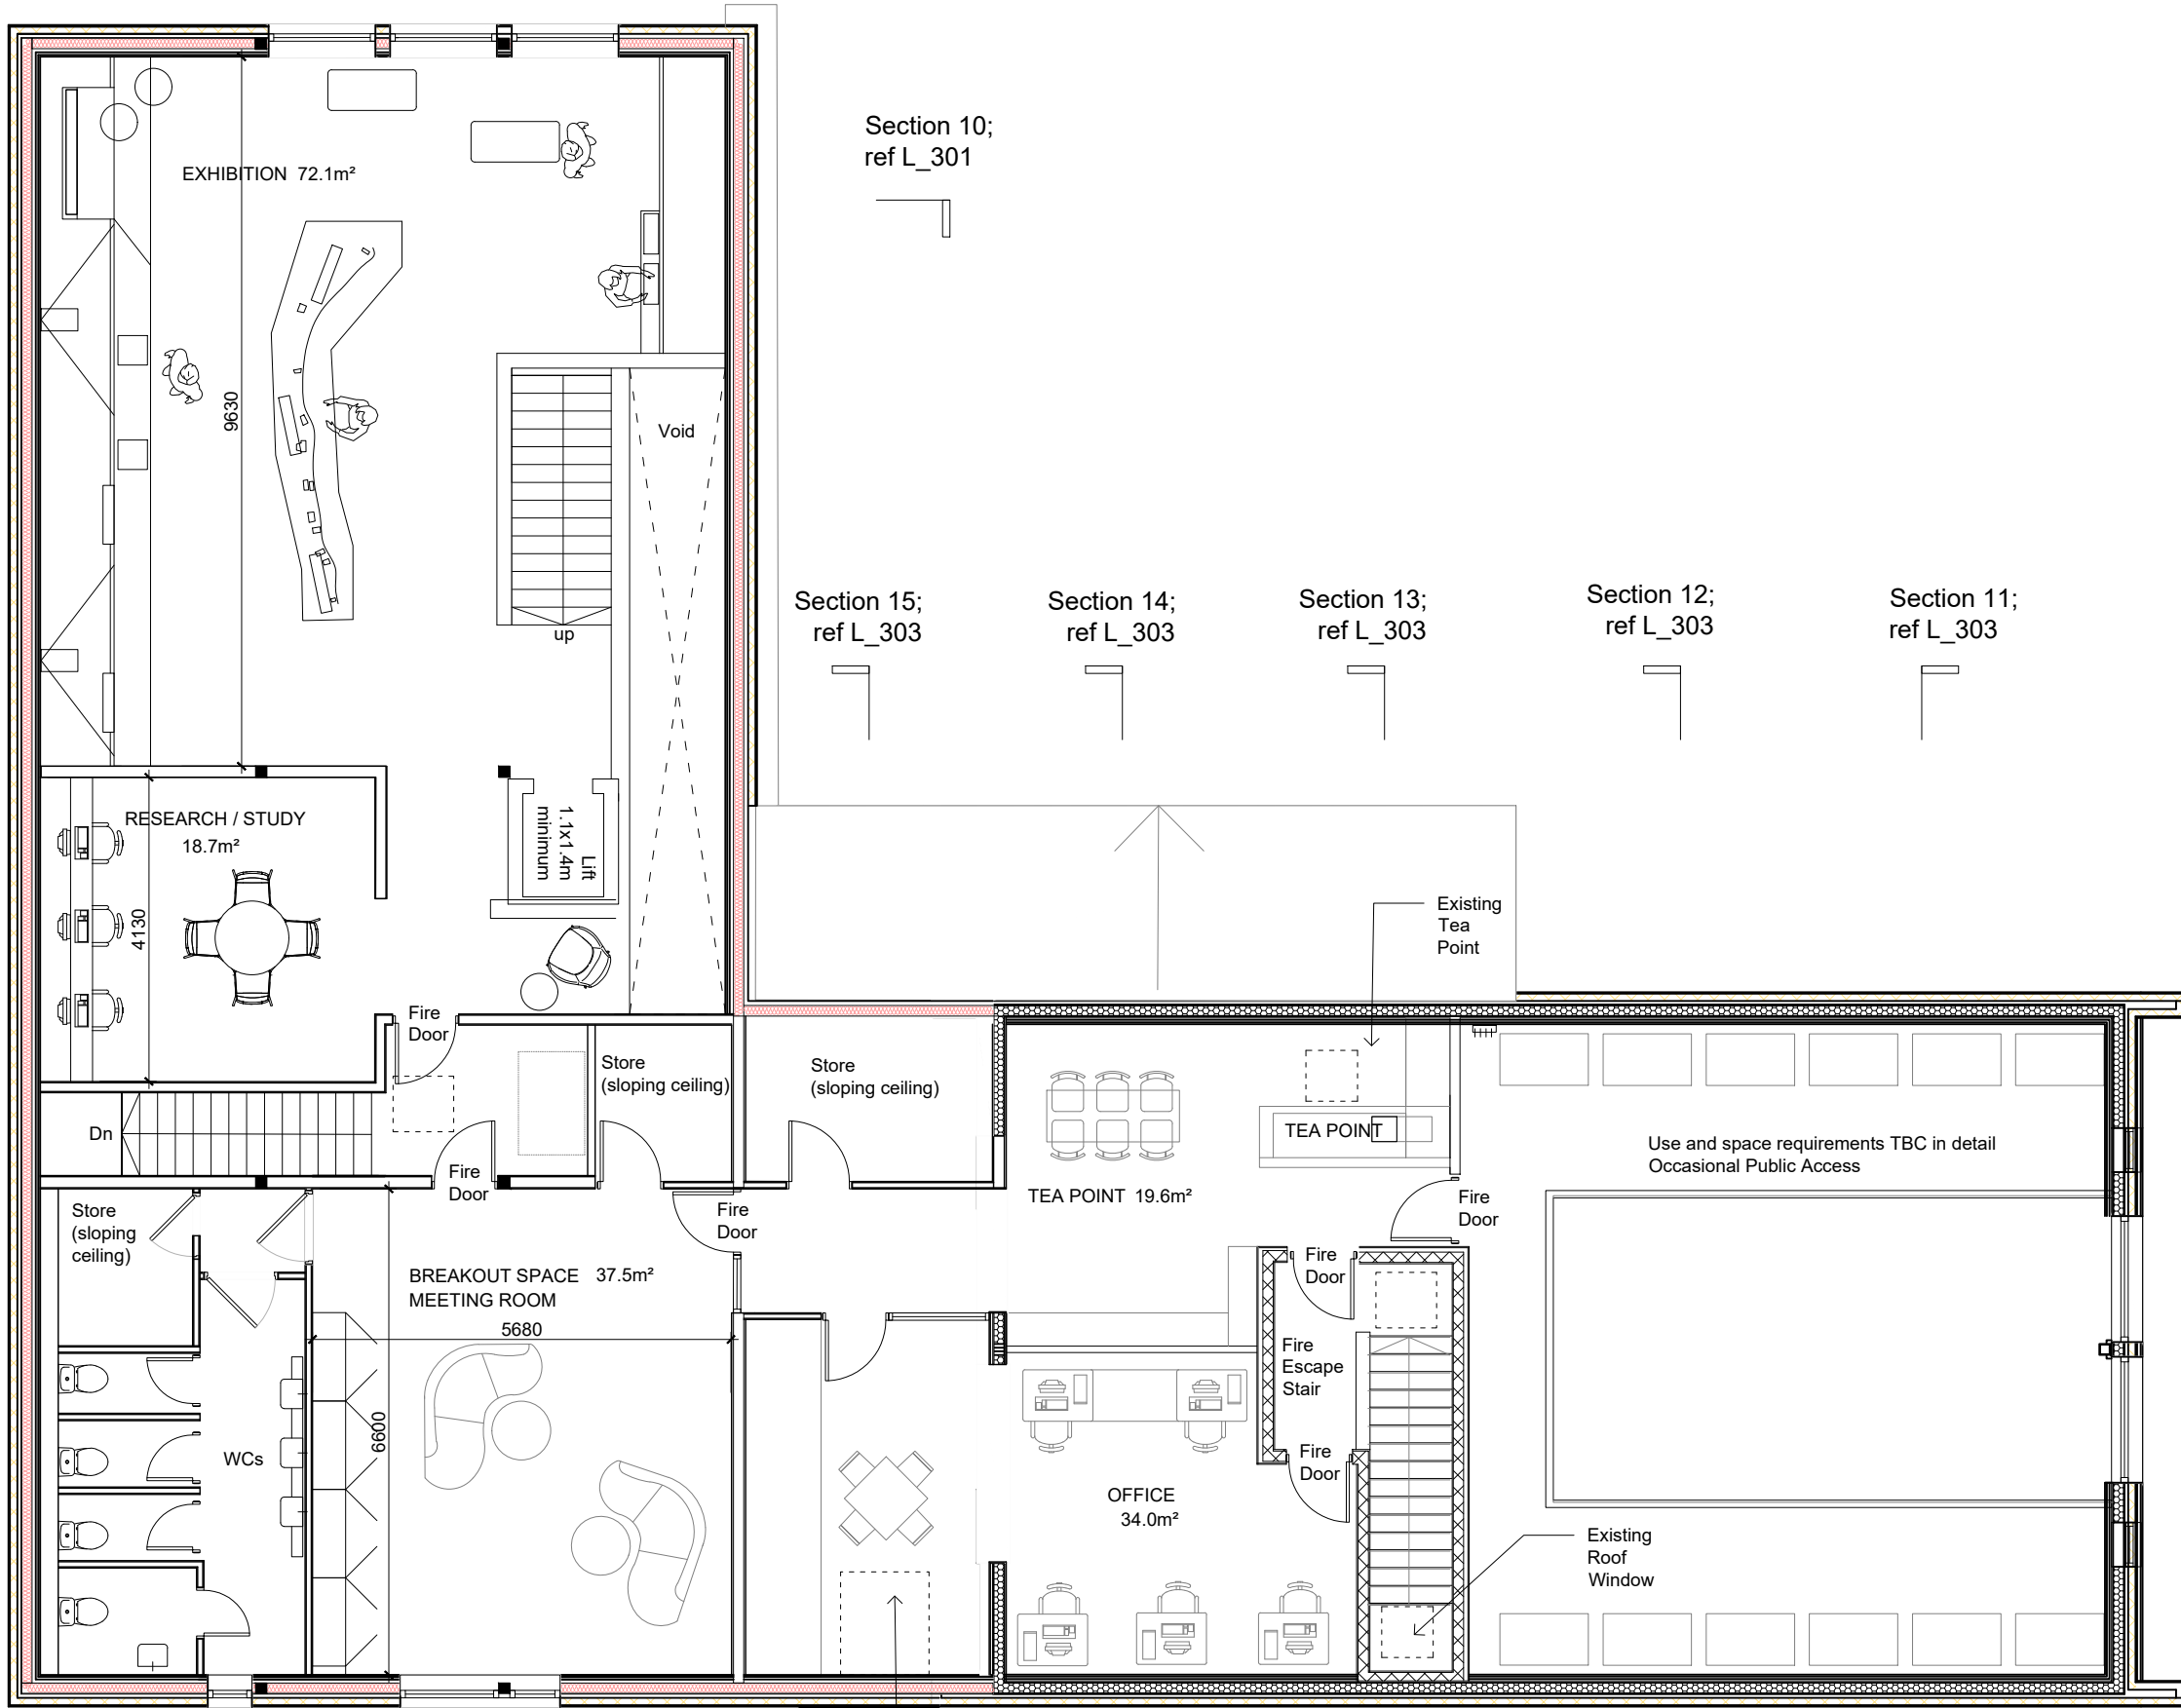 Section 10;
ref L_301
EXHIBITION 72.1m²
9630
Void
up
Section 15;
ref L_303
Section 14;
ref L_303
Section 13;
ref L_303
Section 12;
ref L_303
Section 11;
ref L_303
RESEARCH / STUDY
18.7m²
4130
Lift
1.1x1.4m
minimum
Existing
Tea
Point
Fire
Door
Store
(sloping ceiling)
Store
(sloping ceiling)
Dn
TEA POINT
Use and space requirements TBC in detail
Occasional Public Access
Fire
Door
TEA POINT 19.6m²
Fire
Door
Fire
Door
Store
(sloping
ceiling)
BREAKOUT SPACE 37.5m²
MEETING ROOM
5680
6600
Fire
Door
Fire
Escape
Stair
Fire
Door
WCs
OFFICE
34.0m²
Existing
Roof
Window